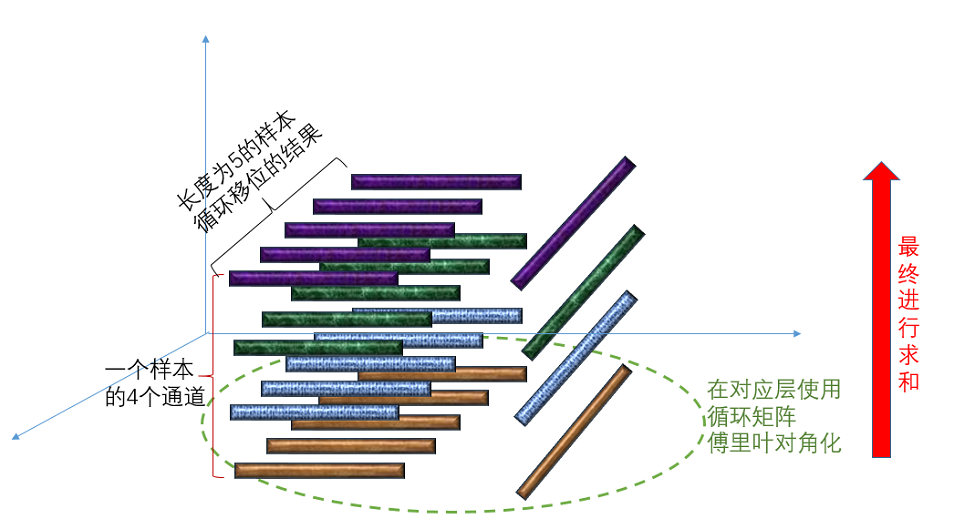 长度为5的样本
循环移位的结果
一个样本
的4个通道
在对应层使用
循环矩阵
傅里叶对角化
最
终
进
行
求
和